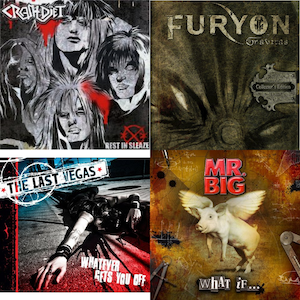 CRASHDÏET
REST IN SLEAZE
FURYON
Gravitas
Collector's Edition
THE LAST VEGAS
WHATEVER
GETS YOU OFF
MR.
BIG
WHAT IF...